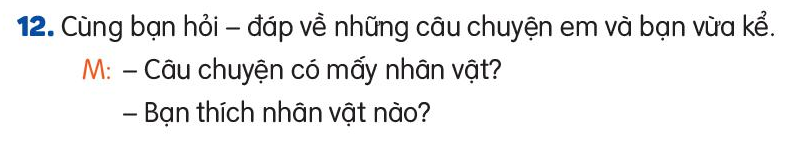 12. Cùng bạn hỏi – đáp về những câu chuyện em và bạn vừa kể.
M: – Câu chuyện có mấy nhân vật?
– Bạn thích nhân vật nào?